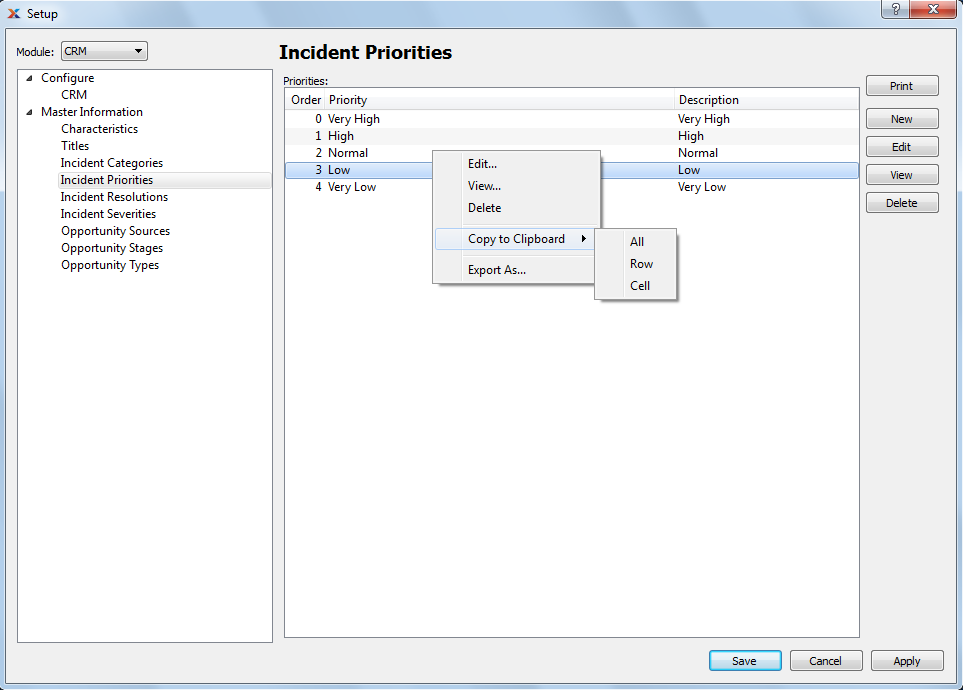 Setup
?
Module: CRM
Configure
CRM
Master Information
Characteristics
Titles
Incident Categories
Incident Priorities
Incident Resolutions
Incident Severities
Opportunity Sources
Opportunity Stages
Opportunity Types
Incident Priorities
Priorities:
Order Priority Description
0 Very High Very High
1 High High
2 Normal Normal
3 Low Low
4 Very Low Very Low
Edit...
View...
Delete
Copy to Clipboard
Export As...
All
Row
Cell
Print
New
Edit
View
Delete
Save Cancel Apply